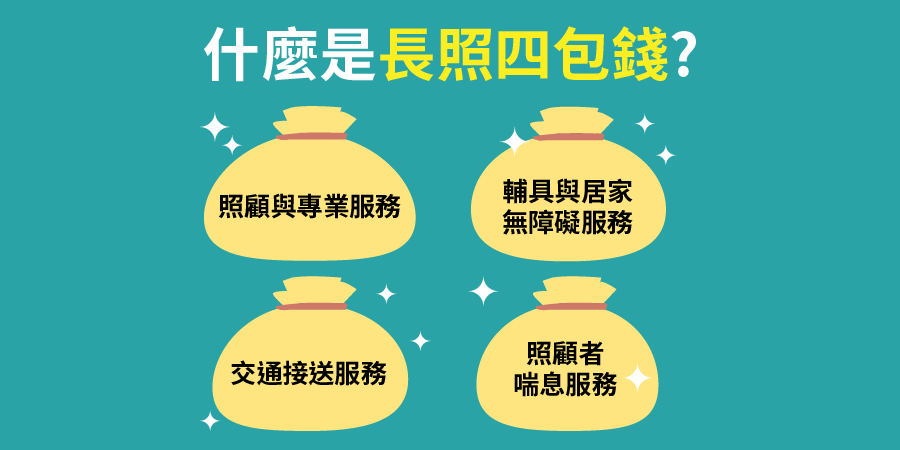 什麼是長照四包錢?
照顧與專業服務
輔具與居家
無障礙服務
交通接送服務
照顧者
喘息服務